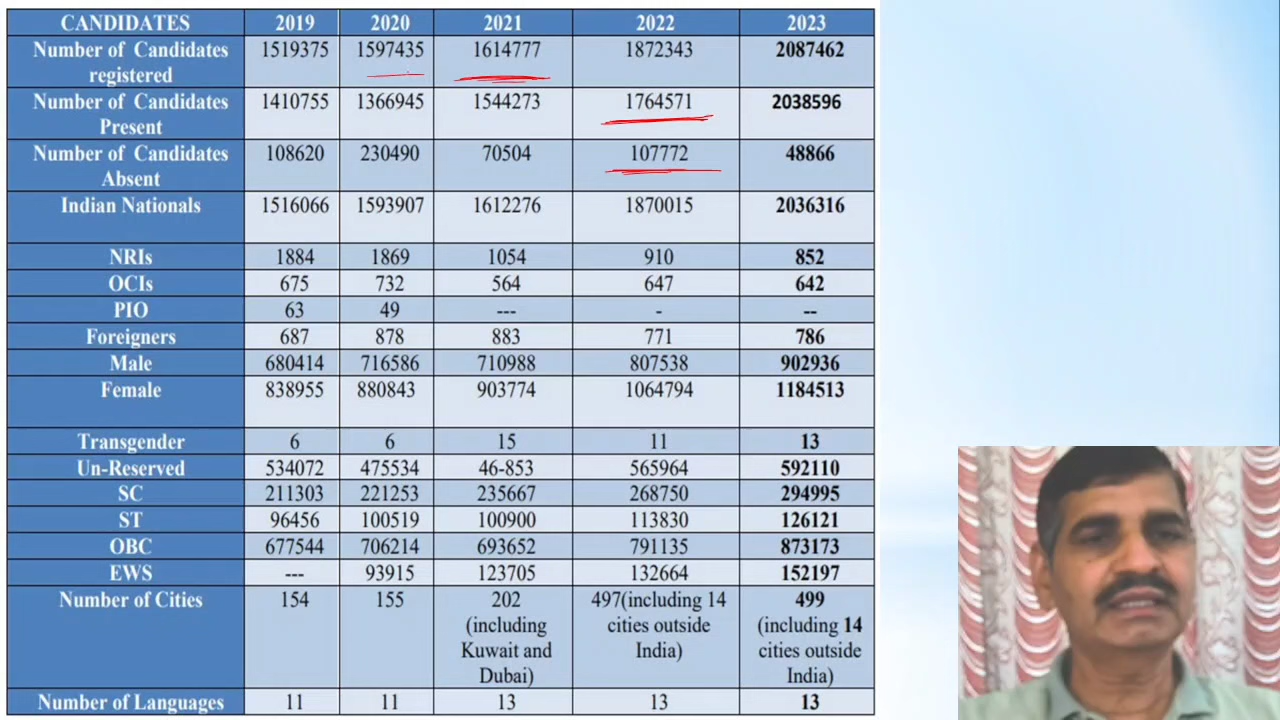 CANDIDATES 2019 2020 2021 2022 2023
Number of Candidates registered 1519375 1597435 1614777 1872343 2087462
Number of Candidates Present 1410755 1366945 1544273 1764571 2038596
Number of Candidates Absent 108620 230490 70504 107772 48866
Indian Nationals 1516066 1593907 1612276 1870015 2036316
NRIs 1884 1869 1054 910 852
OCIs 675 732 564 647 642
PIO 63 49 --- - --
Foreigners 687 878 883 771 786
Male 680414 716586 710988 807538 902936
Female 838955 880843 903774 1064794 1184513
Transgender 6 6 15 11 13
Un-Reserved 534072 475534 46-853 565964 592110
SC 211303 221253 235667 268750 294995
ST 96456 100519 100900 113830 126121
OBC 677544 706214 693652 791135 873173
EWS --- 93915 123705 132664 152197
Number of Cities 154 155 202 (including Kuwait and Dubai) 497(including 14 cities outside India) 499 (including 14 cities outside India)
Number of Languages 11 11 13 13 13